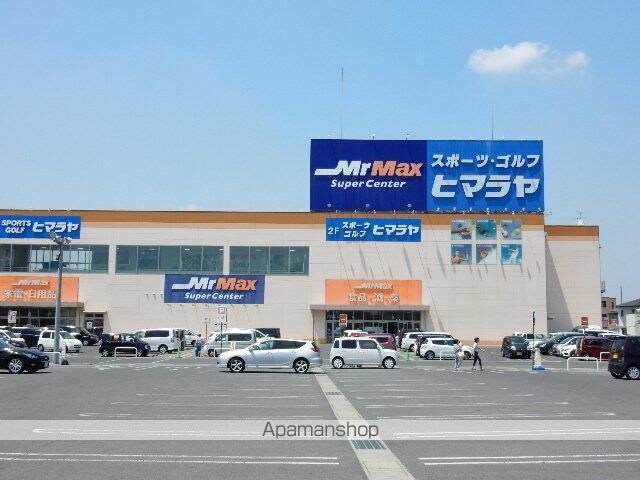 MrMax
Super Center
スポーツ・ゴルフ
ヒマラヤ
SPORTS
GOLF ヒマラヤ
2F スポーツ
ゴルフ ヒマラヤ
MrMax
Super Center
MrMax
家電・日用品
MrMax
食品・酒・薬
Apamanshop